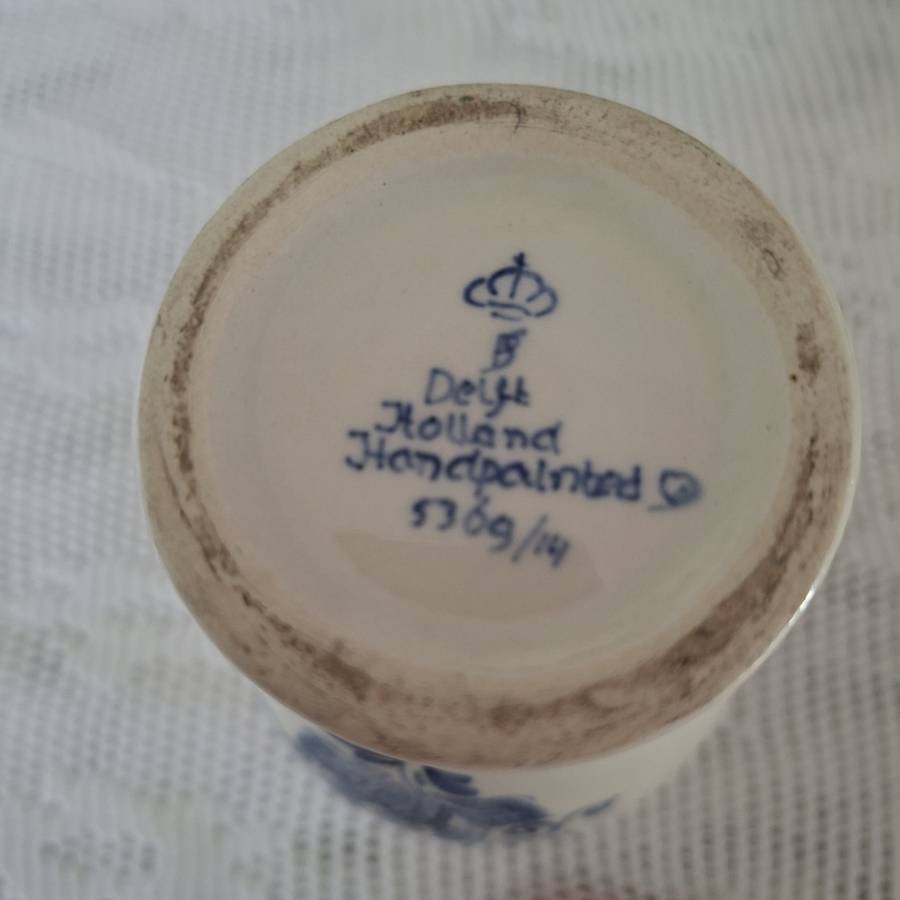 Delft
Holland
Handpainted
5309/14